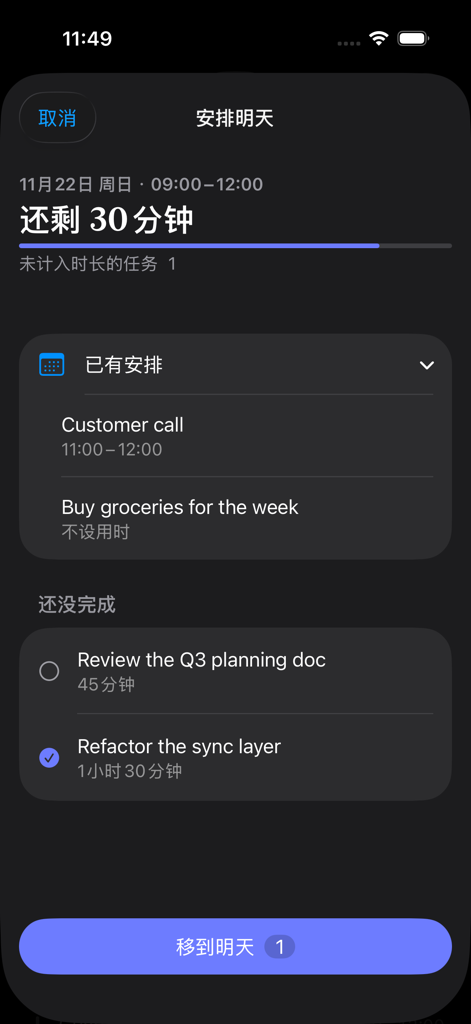 11:49
取消
安排明天
11月22日 周日 · 09:00–12:00
还剩 30 分钟
未计入时长的任务 1
已有安排
Customer call
11:00–12:00
Buy groceries for the week
不设用时
还没完成
Review the Q3 planning doc
45分钟
Refactor the sync layer
1小时30分钟
移到明天 1